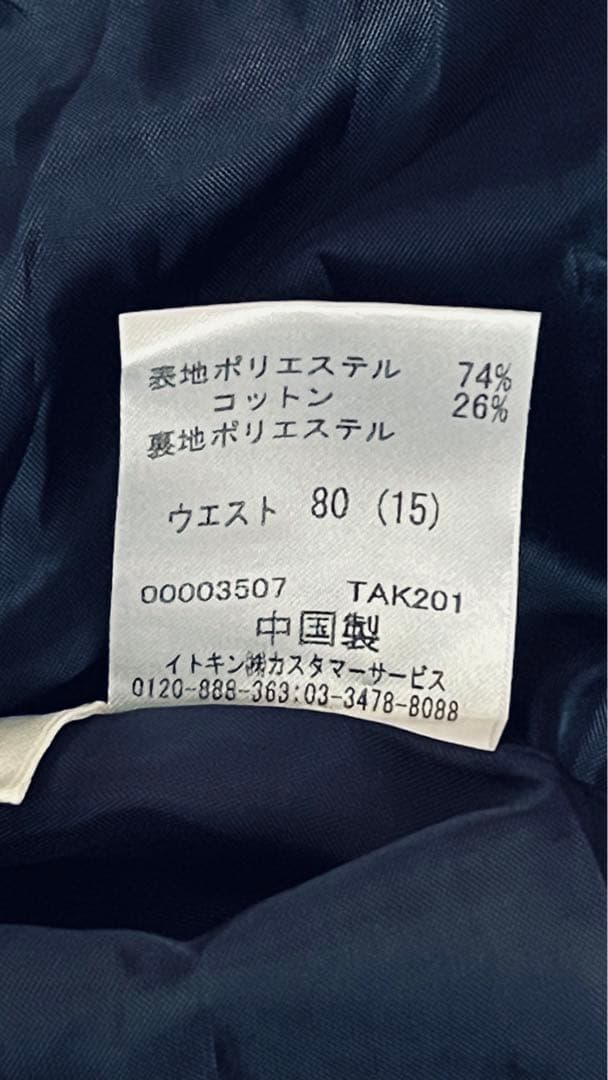 表地ポリエステル 74%
コットン 26%
裏地ポリエステル
ウエスト 80 (15)
00003507 TAK201
中国製
イトキン㈱カスタマーサービス
0120-888-363:03-3478-8088